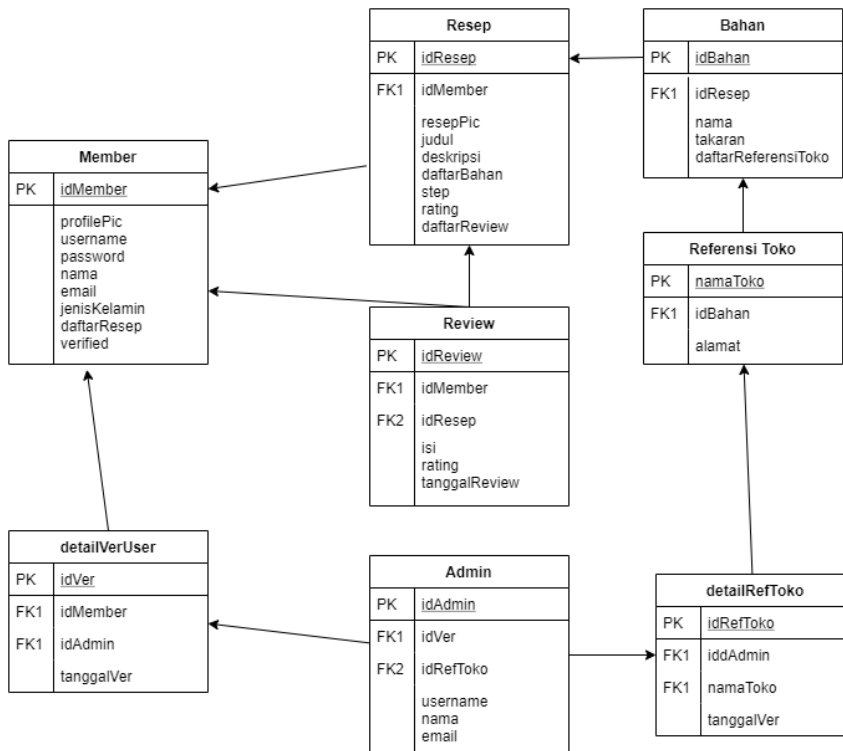 Resep
PK idResep
FK1 idMember
resepPic
judul
deskripsi
daftarBahan
step
rating
daftarReview
Bahan
PK idBahan
FK1 idResep
nama
takaran
daftarReferensiToko
Member
PK idMember
profilePic
username
password
nama
email
jenisKelamin
daftarResep
verified
Referensi Toko
PK namaToko
FK1 idBahan
alamat
Review
PK idReview
FK1 idMember
FK2 idResep
isi
rating
tanggalReview
detailVerUser
PK idVer
FK1 idMember
FK1 idAdmin
tanggalVer
Admin
PK idAdmin
FK1 idVer
FK2 idRefToko
username
nama
email
detailRefToko
PK idRefToko
FK1 iddAdmin
FK1 namaToko
tanggalVer